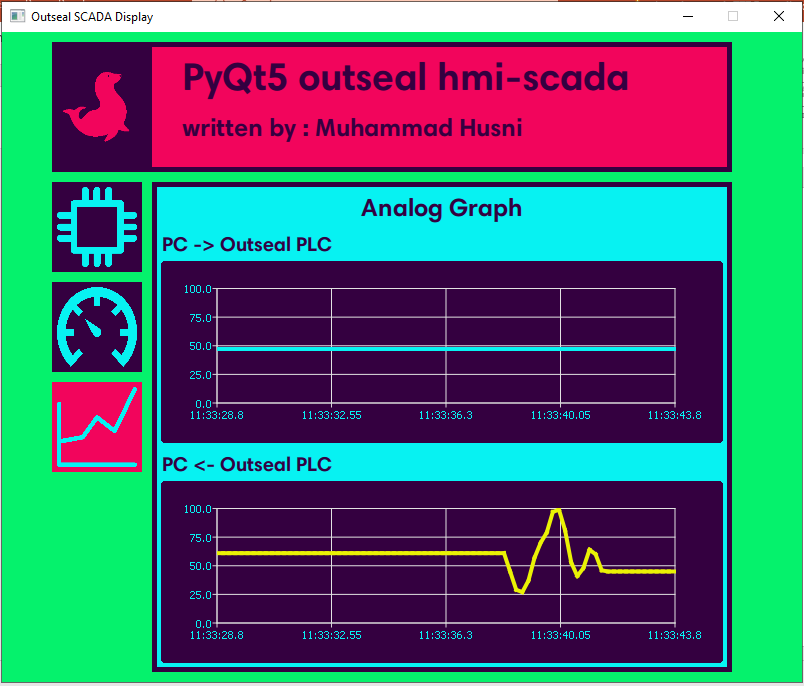 Outseal SCADA Display
PyQt5 outseal hmi-scada
written by : Muhammad Husni
Analog Graph
PC -> Outseal PLC
100.0
75.0
50.0
25.0
0.0
11:33:28.8 11:33:32.55 11:33:36.3 11:33:40.05 11:33:43.8
PC <- Outseal PLC
100.0
75.0
50.0
25.0
0.0
11:33:28.8 11:33:32.55 11:33:36.3 11:33:40.05 11:33:43.8